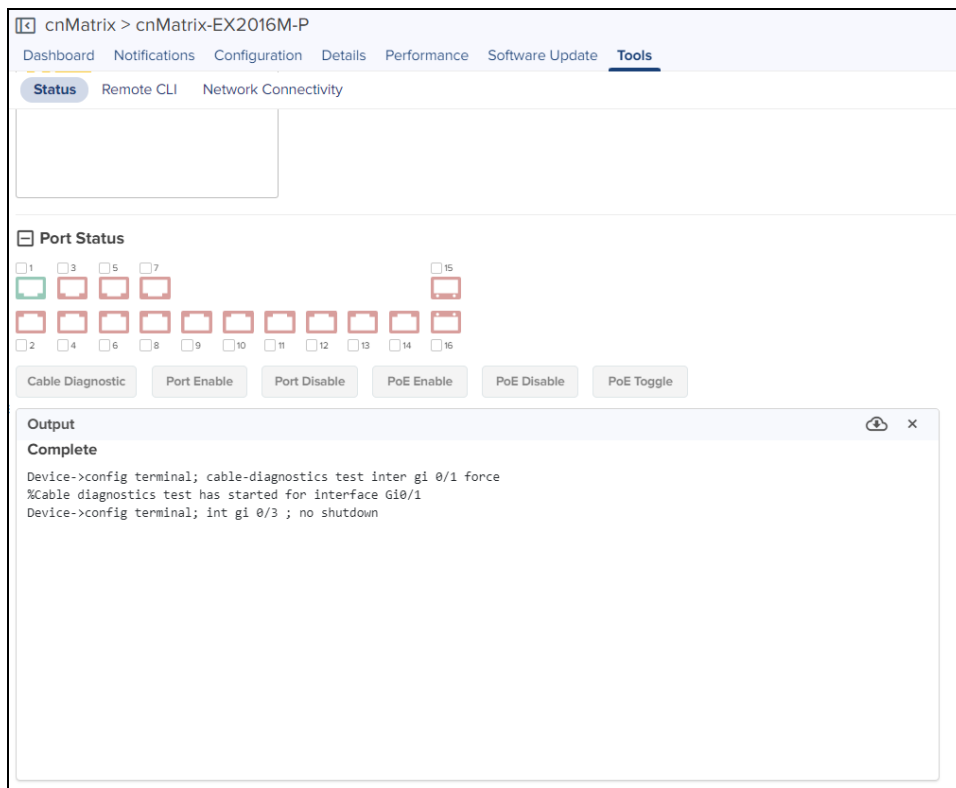 cnMatrix > cnMatrix-EX2016M-P
Dashboard Notifications Configuration Details Performance Software Update Tools
Status Remote CLI Network Connectivity
Port Status
1 3 5 7 15
2 4 6 8 9 10 11 12 13 14 16
Cable Diagnostic Port Enable Port Disable PoE Enable PoE Disable PoE Toggle
Output
Complete
Device->config terminal; cable-diagnostics test inter gi 0/1 force
%Cable diagnostics test has started for interface Gi0/1
Device->config terminal; int gi 0/3 ; no shutdown